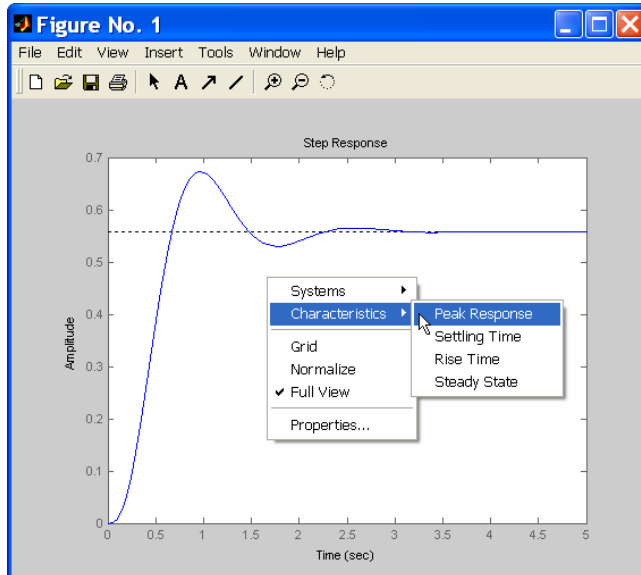 Figure No. 1
File Edit View Insert Tools Window Help
A
Step Response
0.7
0.6
0.5
0.4
0.3
0.2
0.1
0
Amplitude
Systems
Characteristics
Grid
Normalize
Full View
Properties...
Peak Response
Settling Time
Rise Time
Steady State
0 0.5 1 1.5 2 2.5 3 3.5 4 4.5 5
Time (sec)